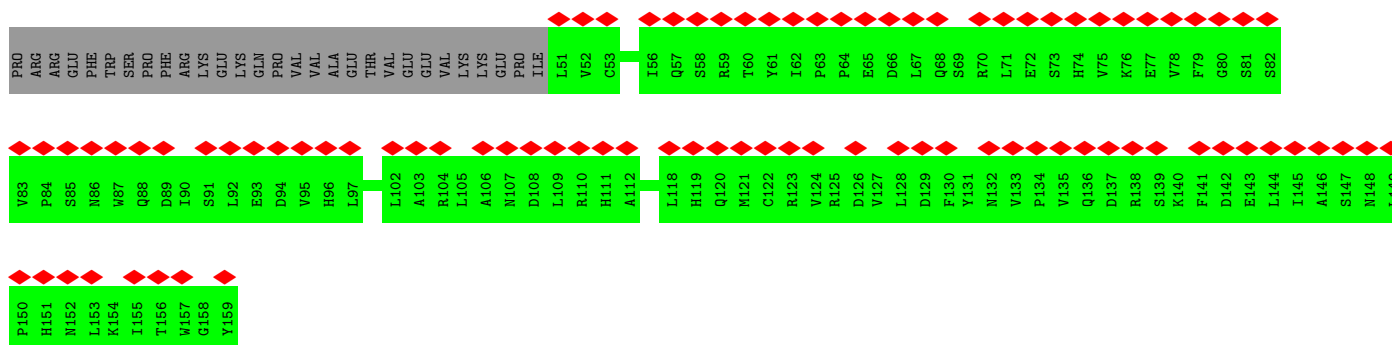 PRO ARG ARG GLU PHE TRP SER PRO PHE ARG LYS GLU LYS GLN PRO VAL VAL ALA GLU THR VAL GLU GLU VAL LYS LYS GLU PRO ILE L51 V52 C53 I56 Q57 S58 R59 T60 Y61 I62 P63 P64 E65 D66 L67 Q68 S69 R70 L71 E72 S73 H74 V75 K76 E77 V78 F79 G80 S81 S82
V83 P84 S85 N86 W87 Q88 D89 I90 S91 L92 E93 D94 V95 H96 L97 L102 A103 R104 L105 A106 N107 D108 L109 R110 H111 A112 L118 H119 Q120 M121 C122 R123 V124 R125 D126 V127 L128 D129 F130 Y131 N132 V133 P134 V135 Q136 D137 R138 S139 K140 F141 D142 E143 L144 I145 A146 S147 N148 L149
P150 H151 N152 L153 K154 I155 T156 W157 G158 Y159